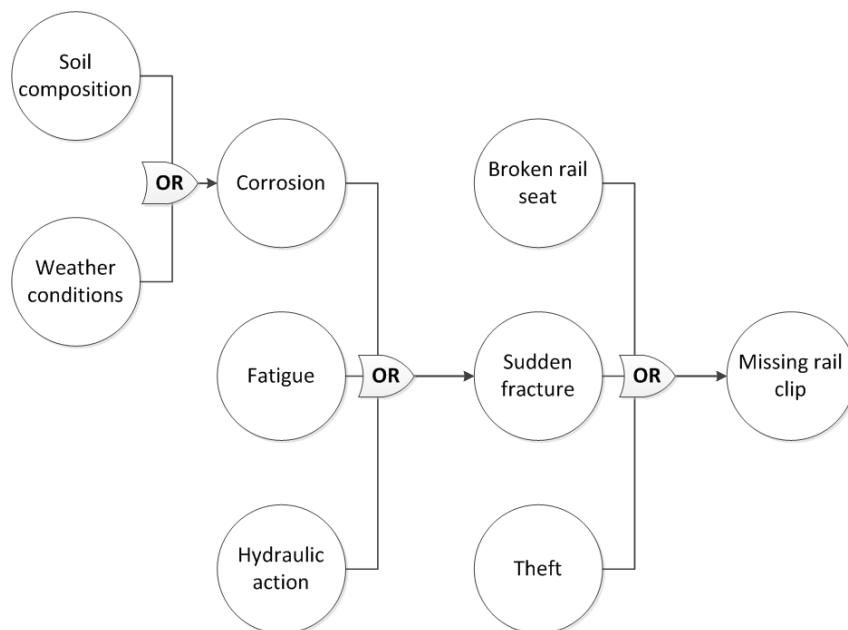 Soil
composition
OR
Weather
conditions
Corrosion
Fatigue
OR
Hydraulic
action
Broken rail
seat
Sudden
fracture
OR
Theft
Missing rail
clip